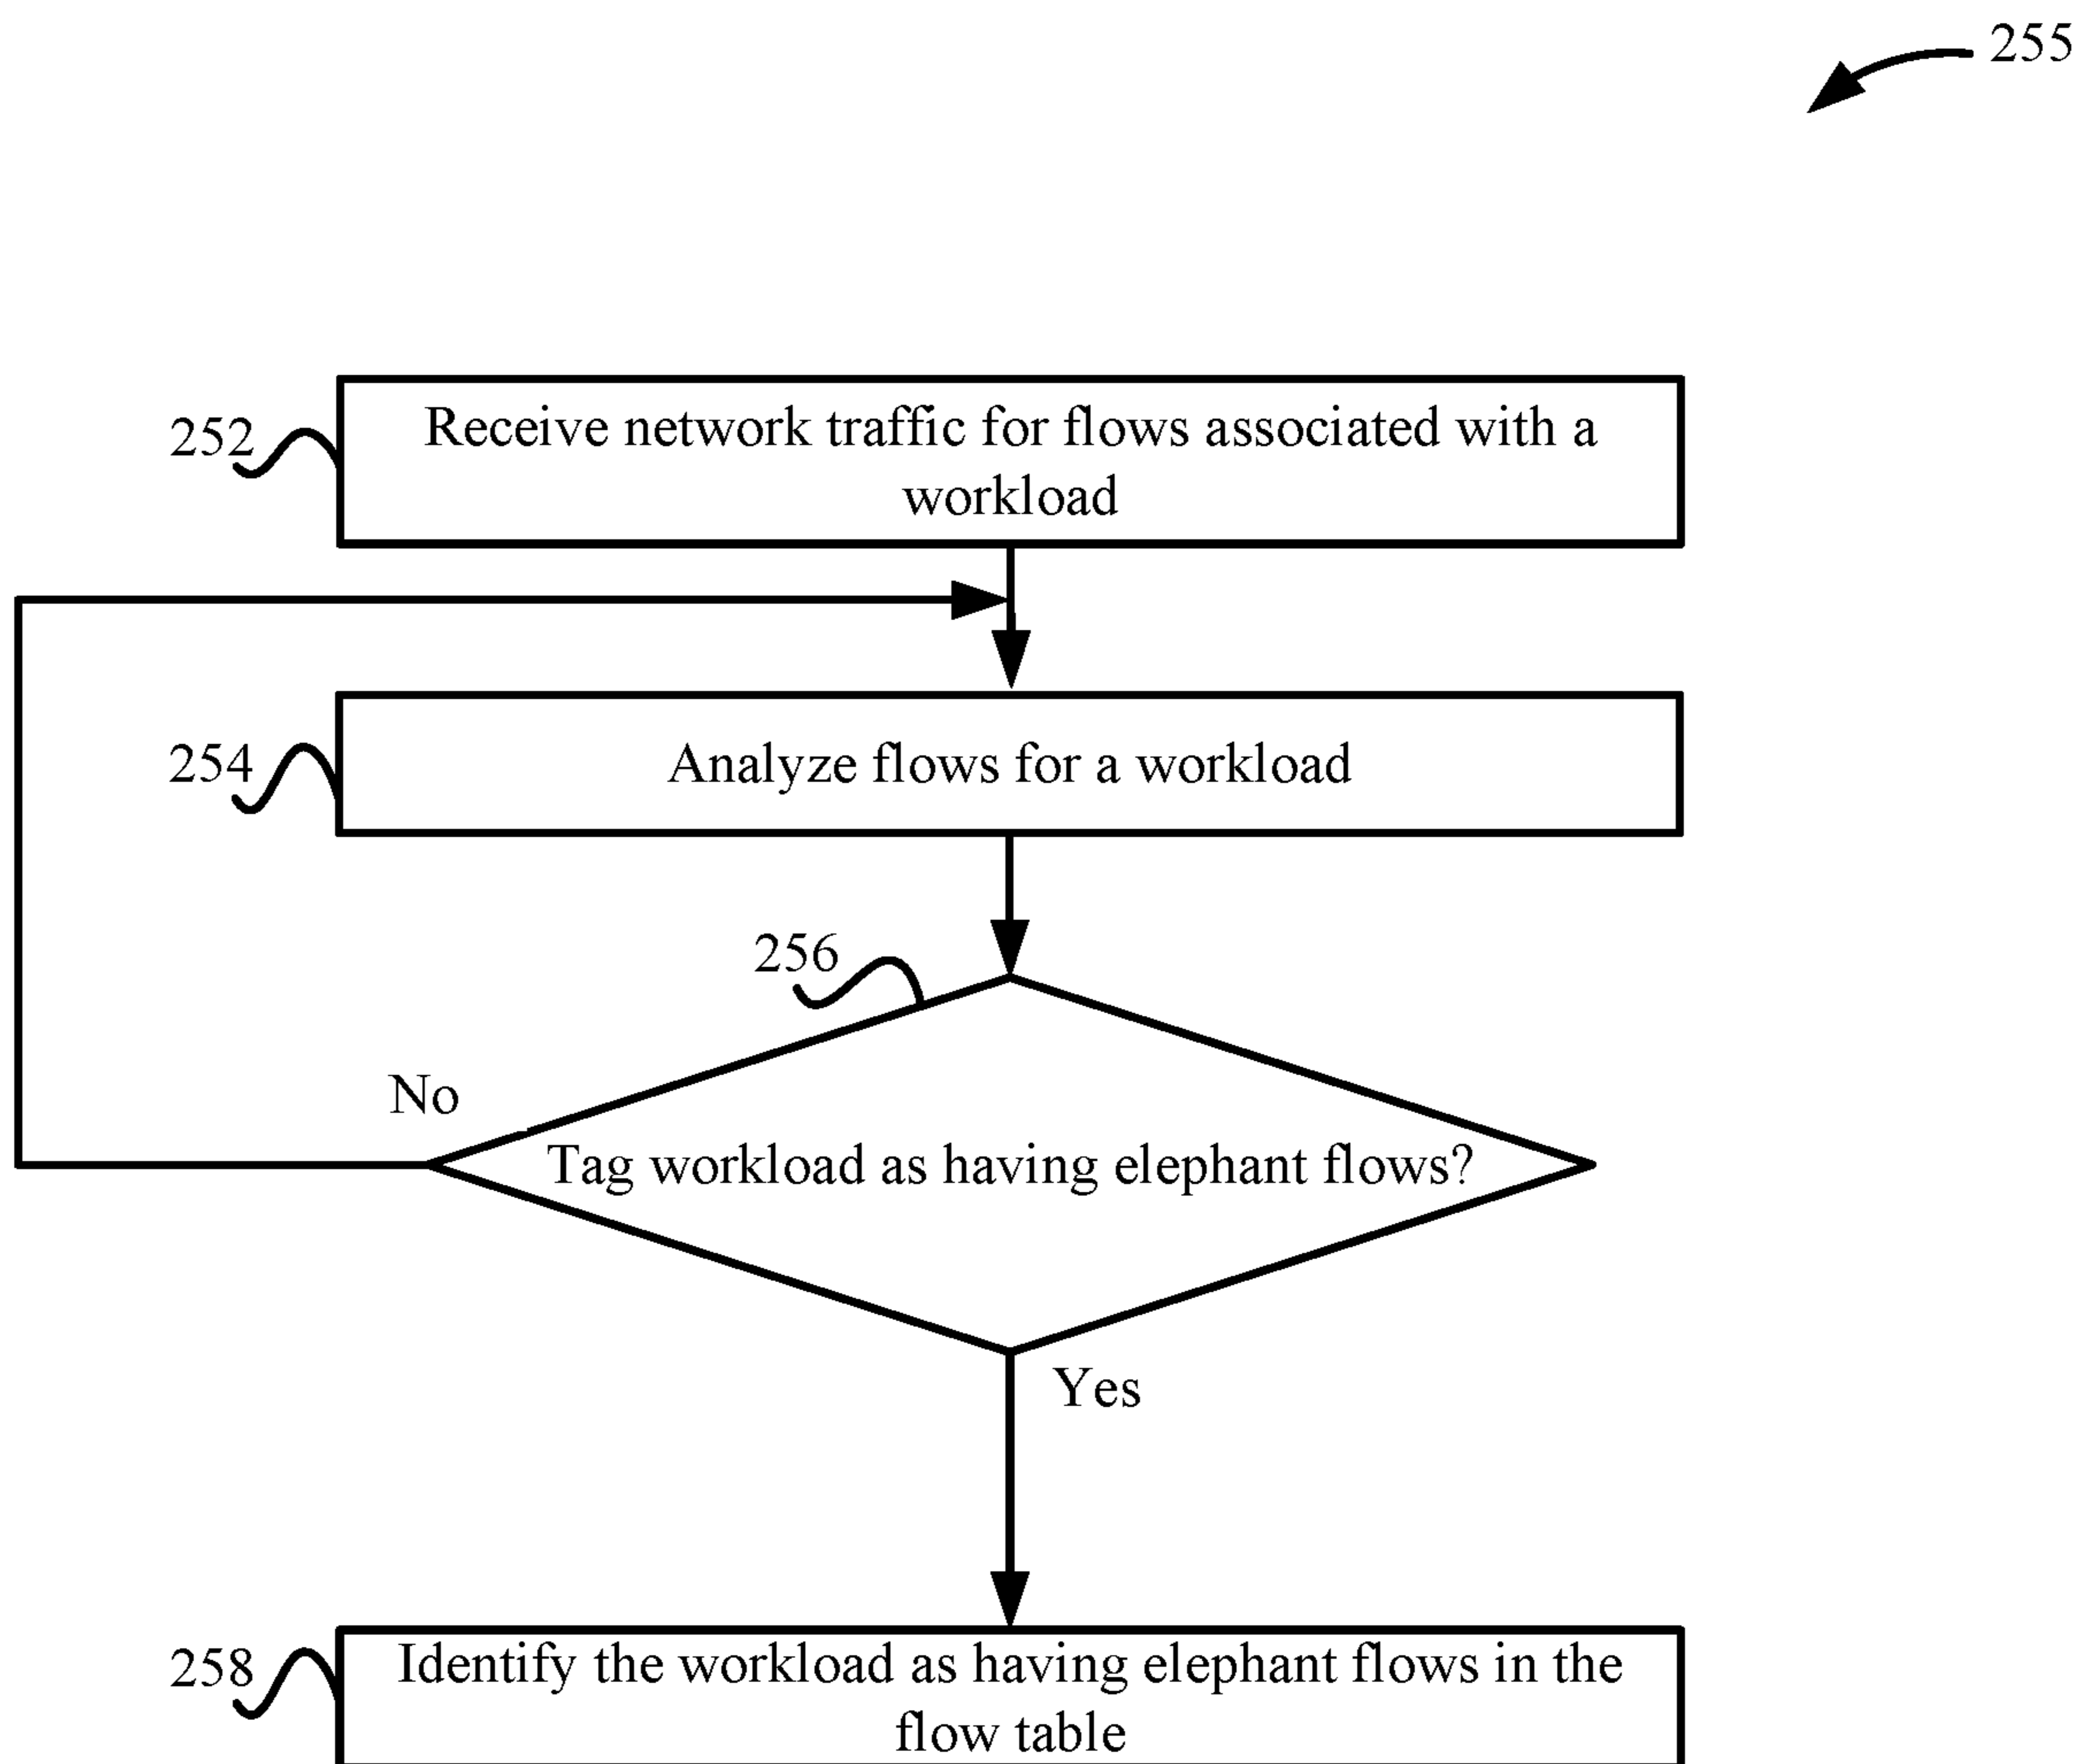 255
252
Receive network traffic for flows associated with a
workload
254
Analyze flows for a workload
256
No
Tag workload as having elephant flows?
Yes
258
Identify the workload as having elephant flows in the
flow table